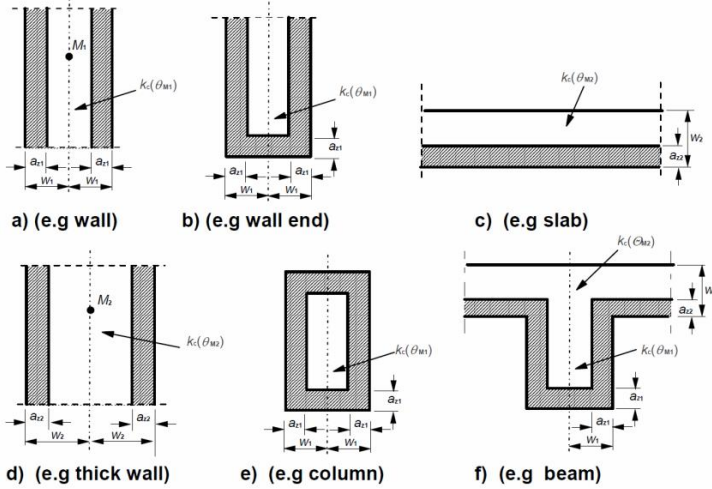 M₁
kc(θM1)
az1 az1
w₁ w₁
a) (e.g wall)
kc(θM1)
az1
az1 az1
w₁ w₁
b) (e.g wall end)
kc(θM2)
w₂
az2
c) (e.g slab)
M₂
kc(θM2)
az2 az2
w₂ w₂
d) (e.g thick wall)
kc(θM1)
az1
az1 az1
w₁ w₁
e) (e.g column)
kc(ΘM2)
w
az2
kc(θM1)
az1
az1
w₁
f) (e.g beam)